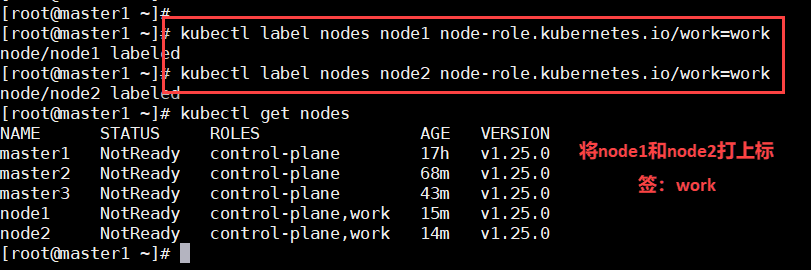 [root@master1 ~]#
[root@master1 ~]# kubectl label nodes node1 node-role.kubernetes.io/work=work
node/node1 labeled
[root@master1 ~]# kubectl label nodes node2 node-role.kubernetes.io/work=work
node/node2 labeled
[root@master1 ~]# kubectl get nodes
NAME STATUS ROLES AGE VERSION
master1 NotReady control-plane 17h v1.25.0
master2 NotReady control-plane 68m v1.25.0
master3 NotReady control-plane 43m v1.25.0
node1 NotReady control-plane,work 15m v1.25.0
node2 NotReady control-plane,work 14m v1.25.0
[root@master1 ~]#
将node1和node2打上标
签：work